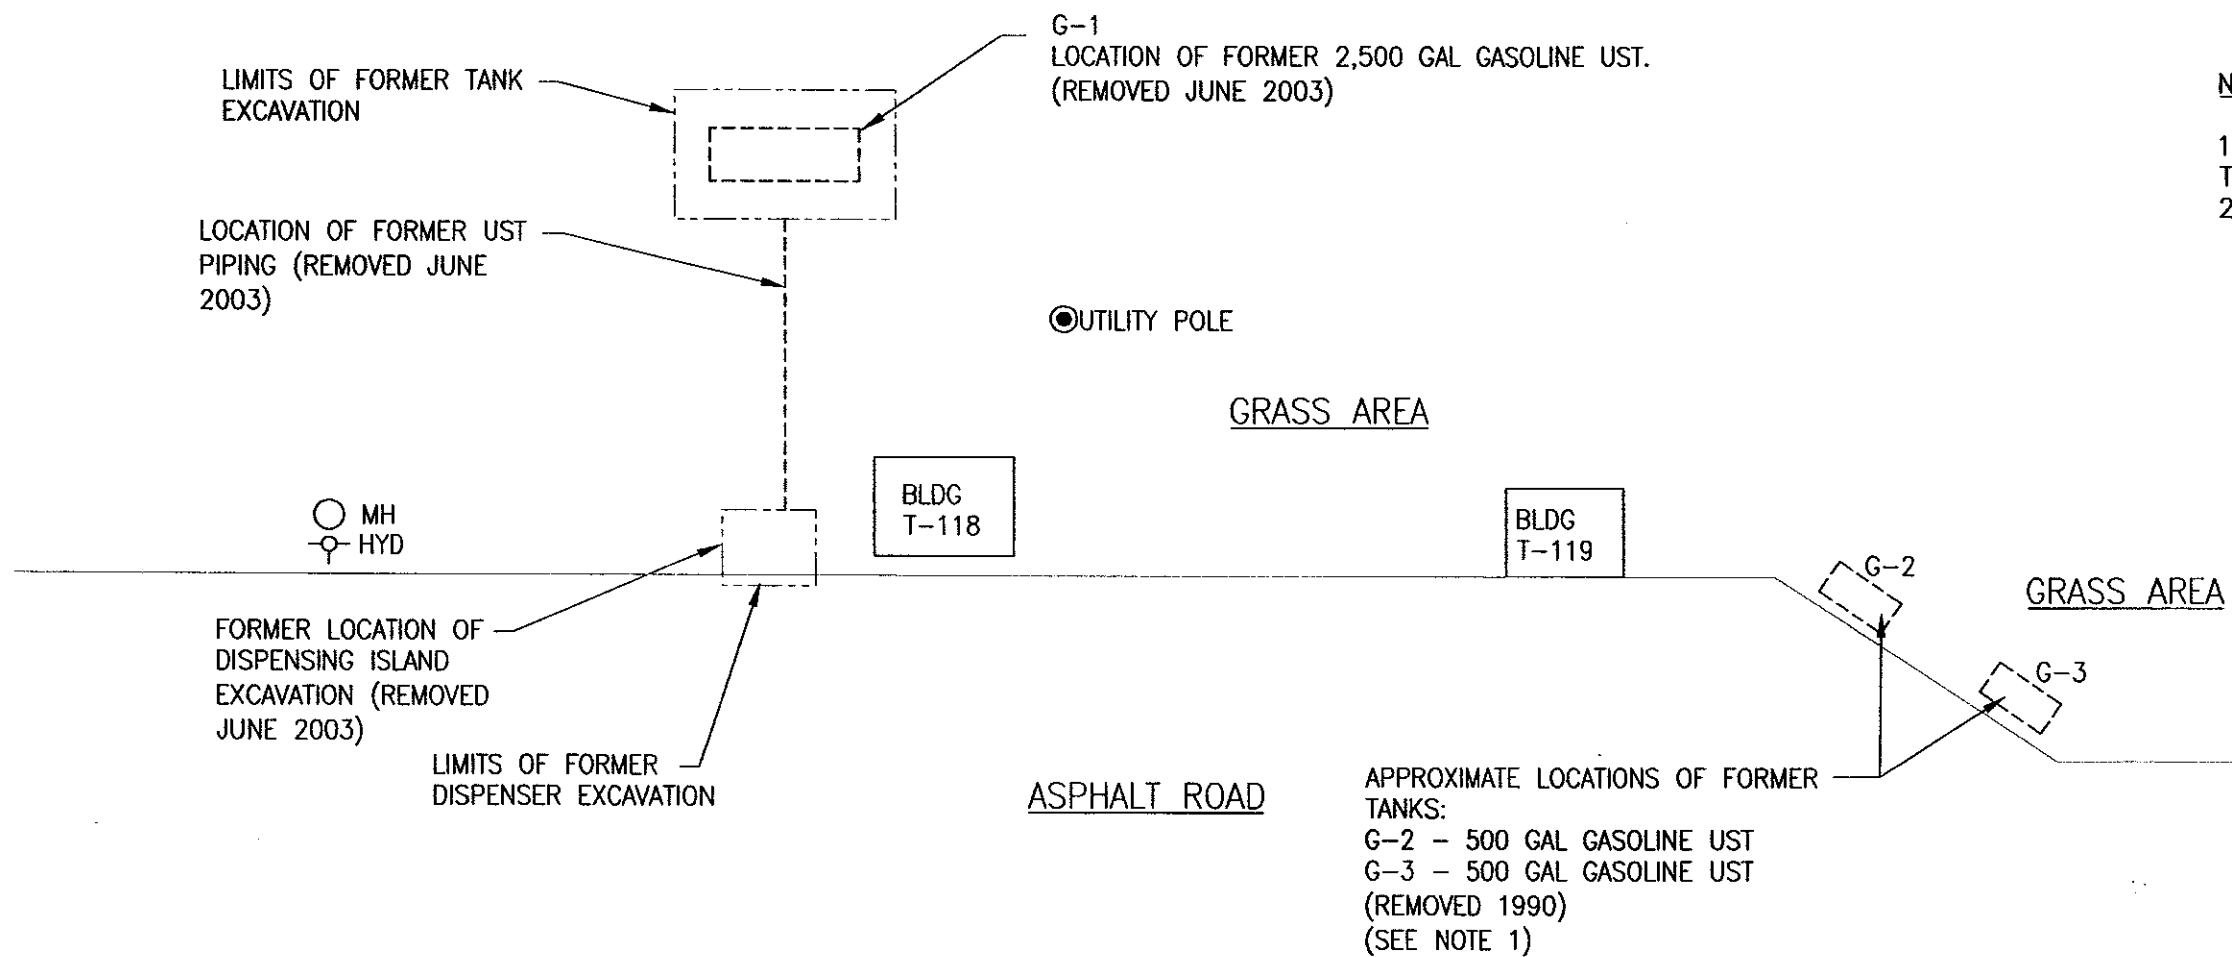 G-1
LOCATION OF FORMER 2,500 GAL GASOLINE UST.
(REMOVED JUNE 2003)
LIMITS OF FORMER TANK
EXCAVATION
N
1
T
2
LOCATION OF FORMER UST
PIPING (REMOVED JUNE
2003)
UTILITY POLE
GRASS AREA
BLDG
T-118
MH
HYD
BLDG
T-119
G-2
GRASS AREA
G-3
FORMER LOCATION OF
DISPENSING ISLAND
EXCAVATION (REMOVED
JUNE 2003)
LIMITS OF FORMER
DISPENSER EXCAVATION
ASPHALT ROAD
APPROXIMATE LOCATIONS OF FORMER
TANKS:
G-2 - 500 GAL GASOLINE UST
G-3 - 500 GAL GASOLINE UST
(REMOVED 1990)
(SEE NOTE 1)